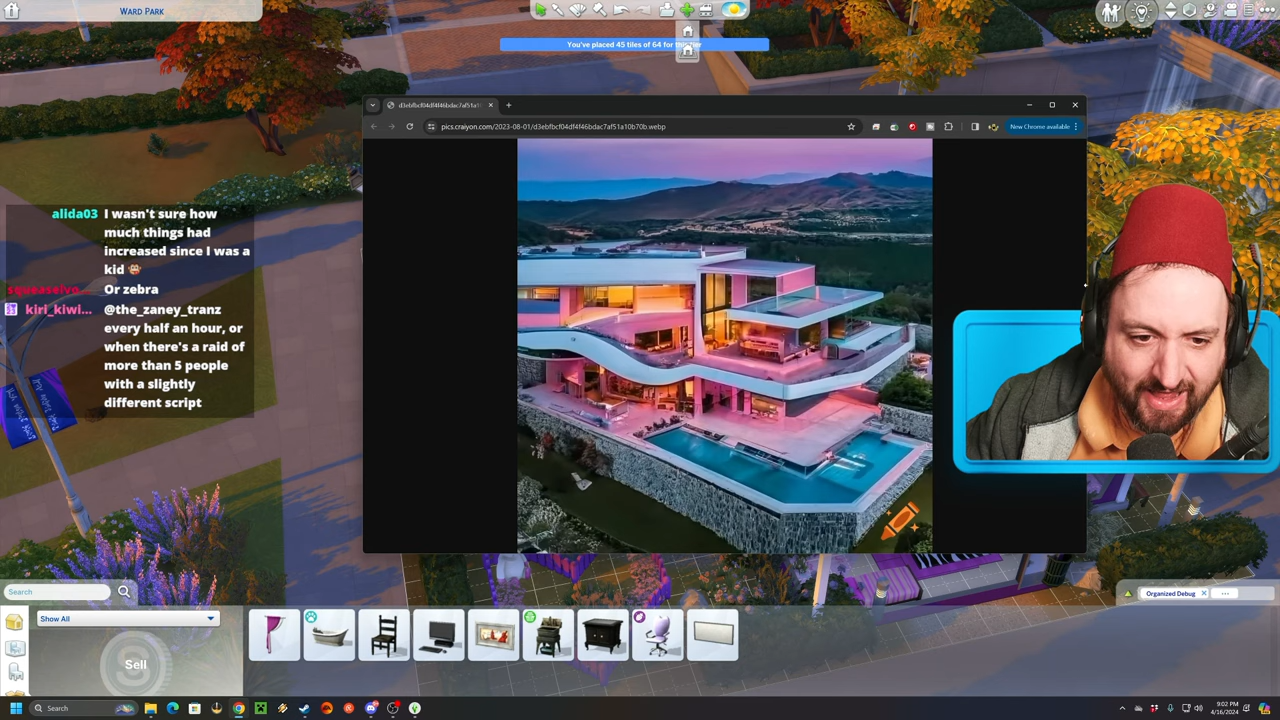 WARD PARK
You've placed 45 tiles of 64 for
d3ebfbcf04df4f46bdac7af51a1
pics.craiyon.com/2023-08-01/d3ebfbcf04df4f46bdac7af51a10b70b.webp
New Chrome available
alida03 I wasn't sure how
much things had
increased since I was a
kid
Or zebra
kiri_kiwi... @the_zaney_tranz
every half an hour, or
when there's a raid of
more than 5 people
with a slightly
different script
Search
Show All
Sell
Organized Debug
Search
9:02 PM
4/16/2024